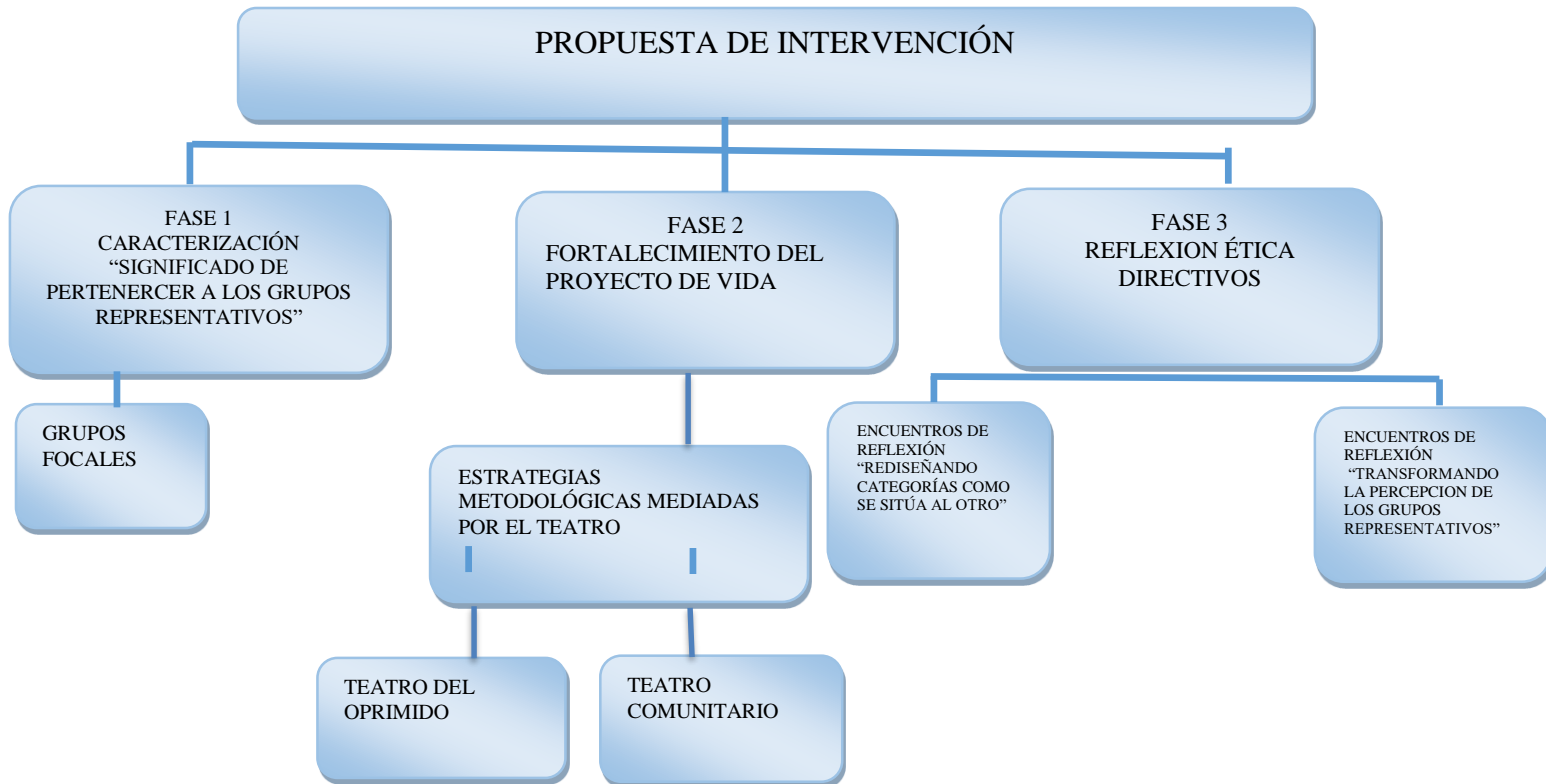 PROPUESTA DE INTERVENCIÓN
FASE 1
CARACTERIZACIÓN
“SIGNIFICADO DE
PERTENERCER A LOS GRUPOS
REPRESENTATIVOS”
FASE 2
FORTALECIMIENTO DEL
PROYECTO DE VIDA
FASE 3
REFLEXION ÉTICA
DIRECTIVOS
GRUPOS
FOCALES
ESTRATEGIAS
METODOLÓGICAS MEDIADAS
POR EL TEATRO
ENCUENTROS DE
REFLEXIÓN
“REDISEÑANDO
CATEGORÍAS COMO
SE SITÚA AL OTRO”
ENCUENTROS DE
REFLEXIÓN
“TRANSFORMANDO
LA PERCEPCION DE
LOS GRUPOS
REPRESENTATIVOS”
TEATRO DEL
OPRIMIDO
TEATRO
COMUNITARIO